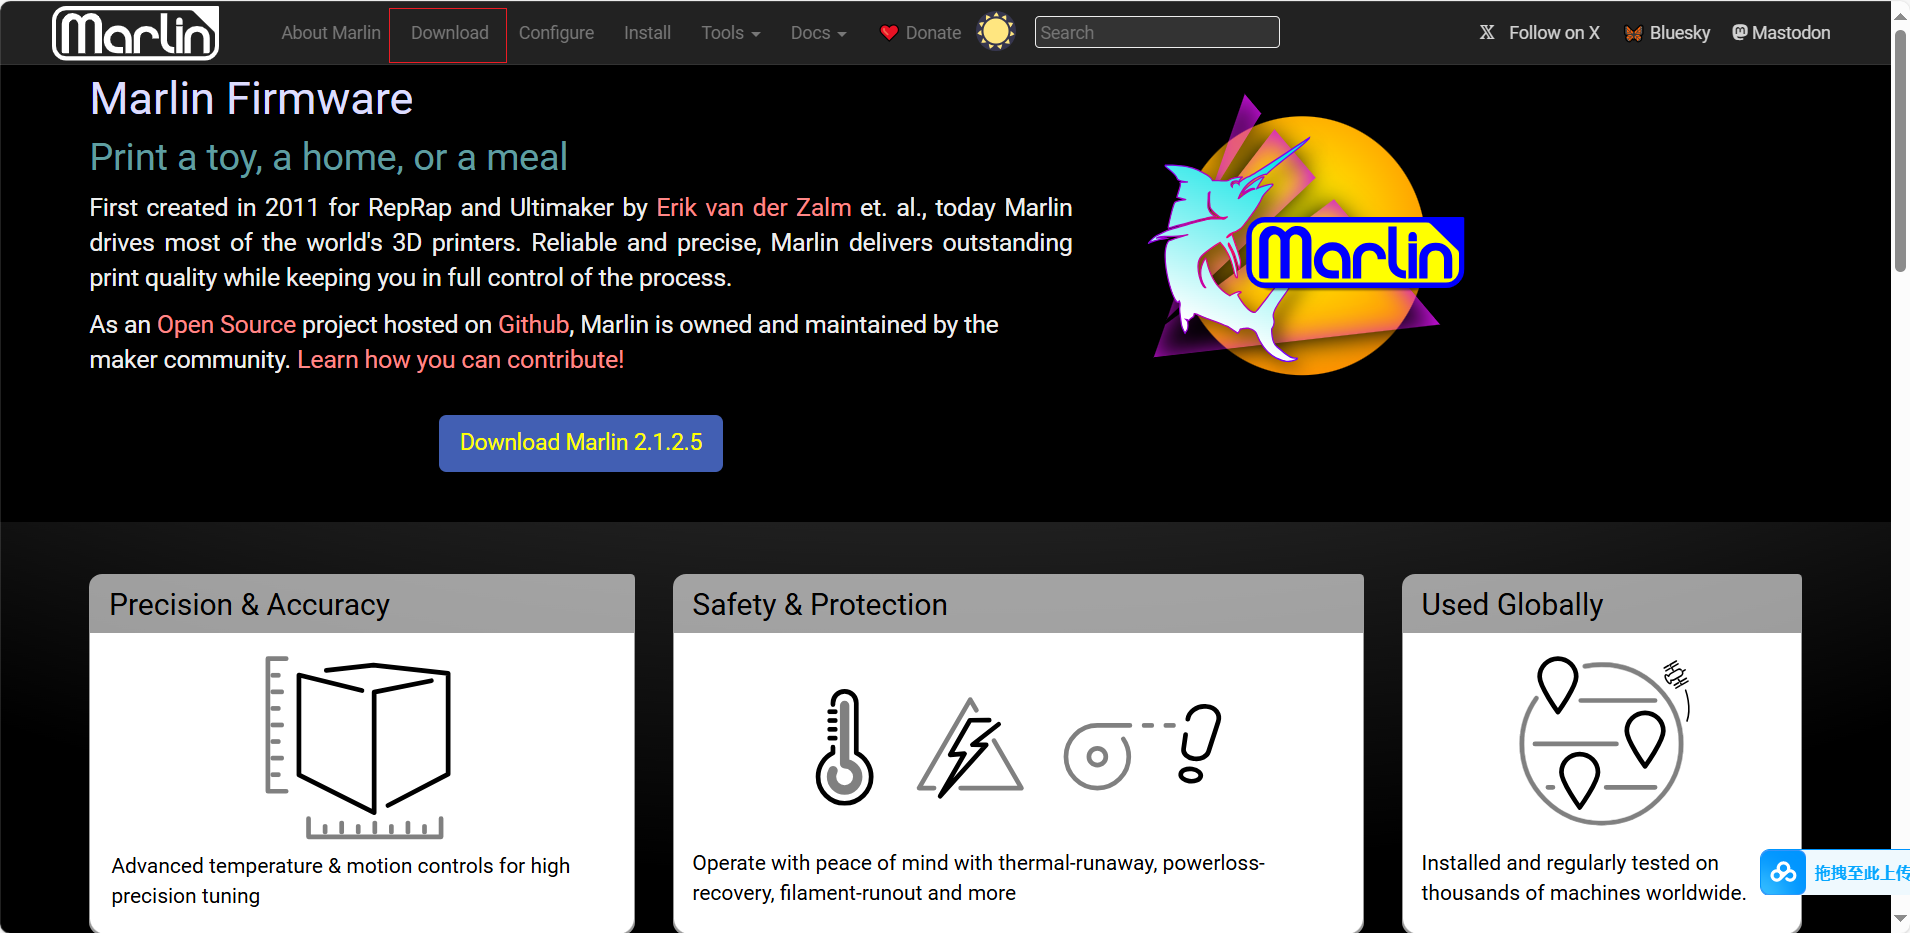 Marlin
About Marlin Download Configure Install Tools Docs Donate Search 𝕏 Follow on X Bluesky Mastodon
Marlin Firmware
Print a toy, a home, or a meal
First created in 2011 for RepRap and Ultimaker by Erik van der Zalm et. al., today Marlin
drives most of the world's 3D printers. Reliable and precise, Marlin delivers outstanding
print quality while keeping you in full control of the process.
As an Open Source project hosted on Github, Marlin is owned and maintained by the
maker community. Learn how you can contribute!
Marlin
Download Marlin 2.1.2.5
Precision & Accuracy
Advanced temperature & motion controls for high
precision tuning
Safety & Protection
Operate with peace of mind with thermal-runaway, powerloss-
recovery, filament-runout and more
Used Globally
Installed and regularly tested on
thousands of machines worldwide.
拖拽至此上传